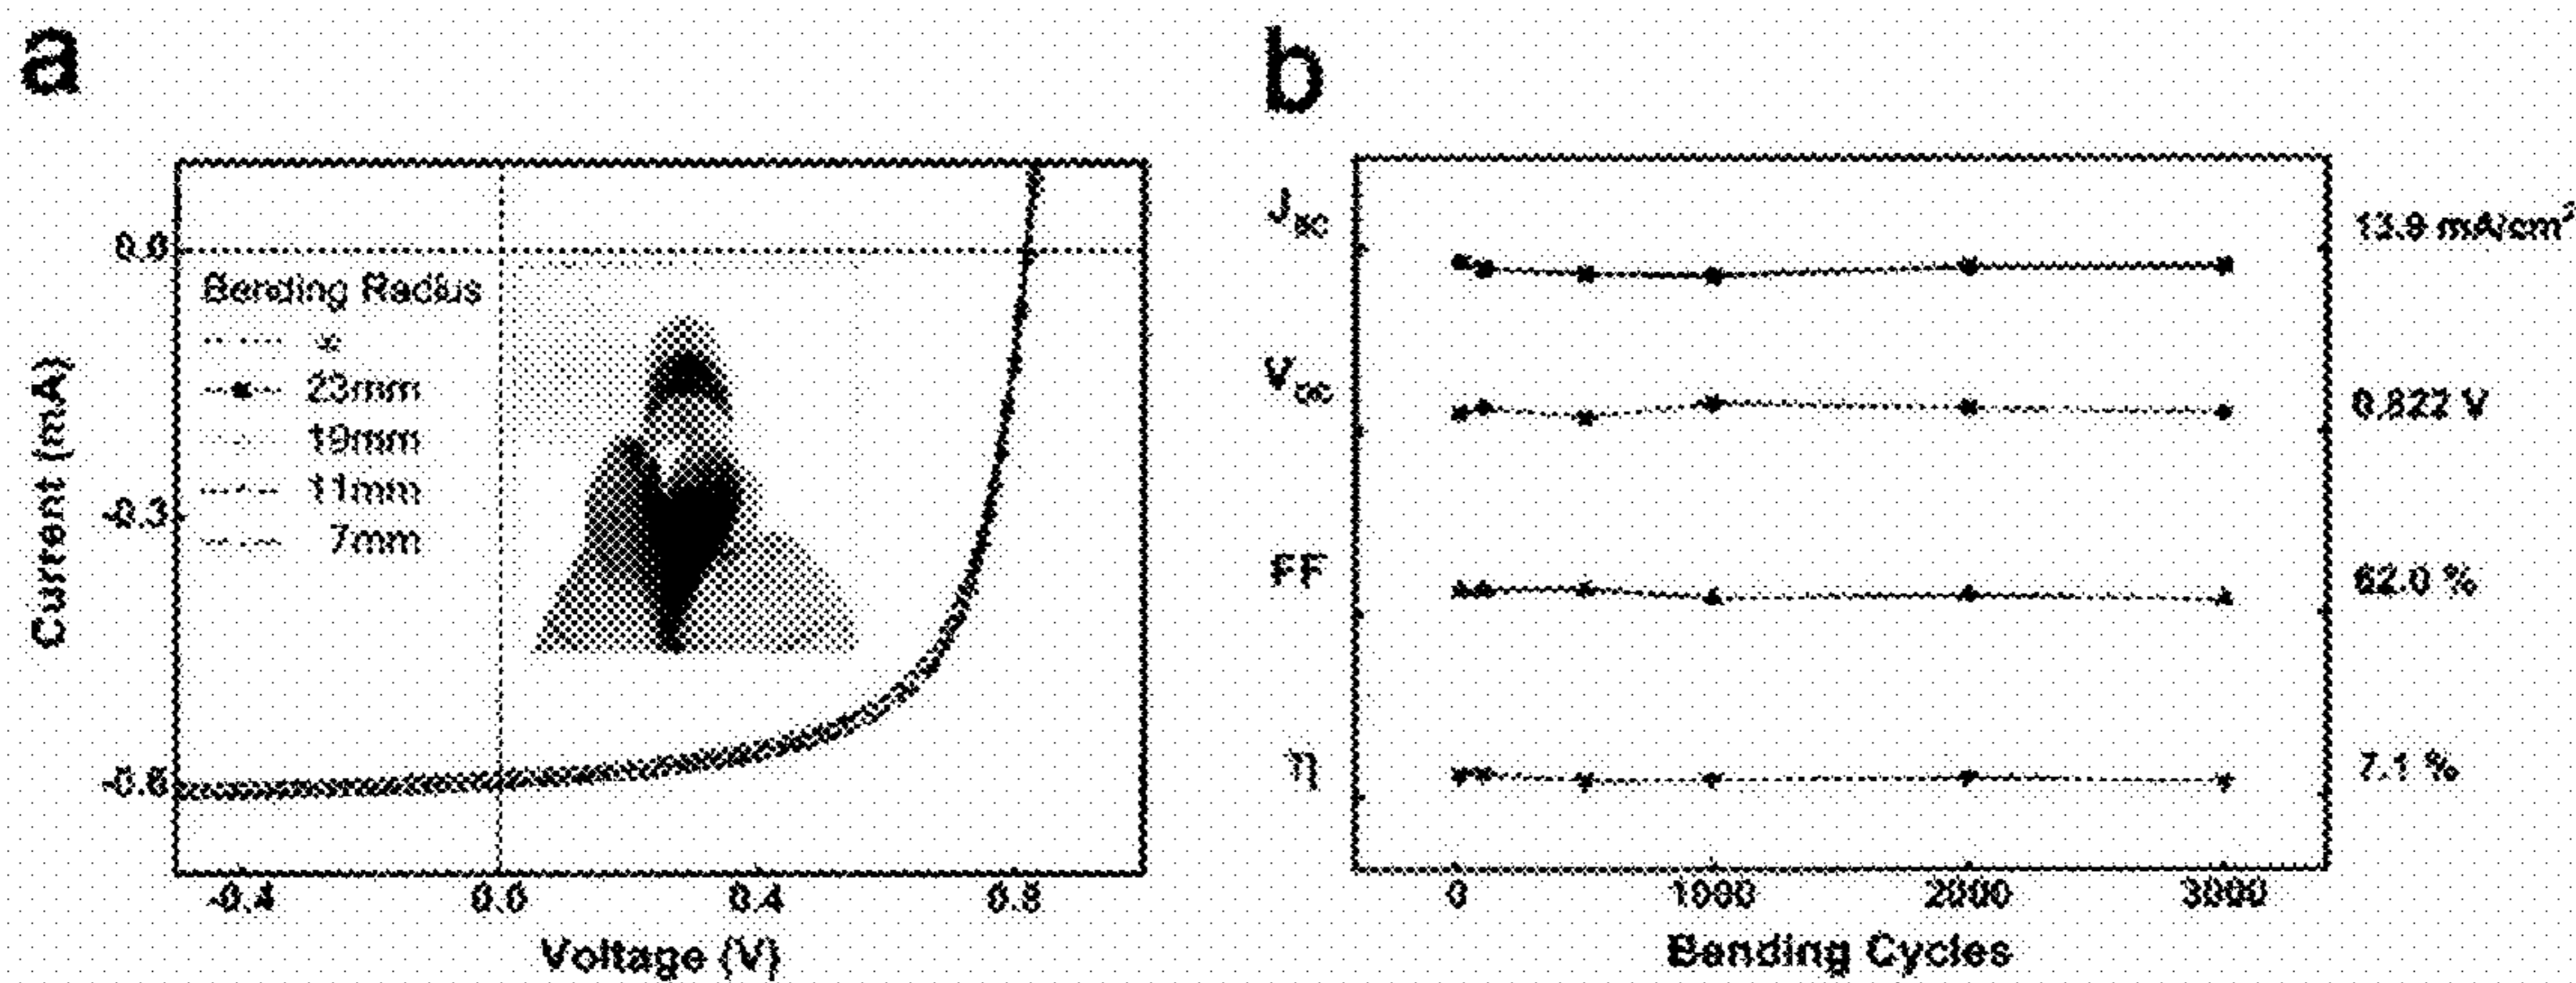 a
0.0
-0.3
-0.6
Current (mA)
Bending Radius
∞
23mm
19mm
11mm
7mm
-0.4 0.0 0.4 0.8
Voltage (V)
b
Jsc
Voc
FF
η
13.9 mA/cm²
0.822 V
62.0 %
7.1 %
0 1000 2000 3000
Bending Cycles